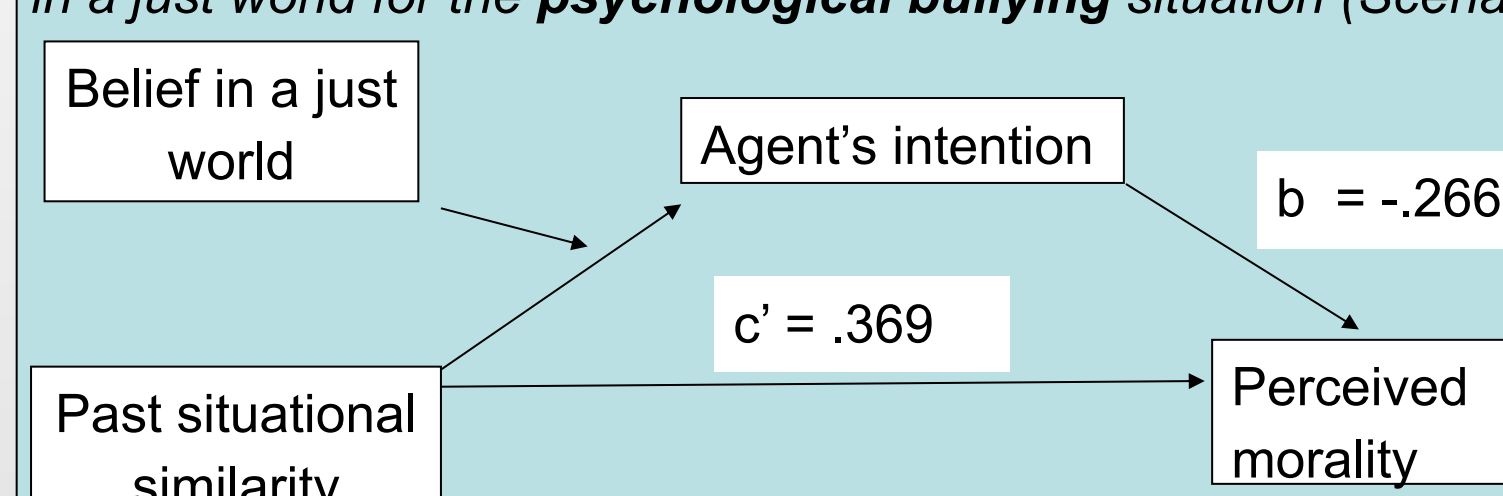 in a just world for the psychological bullying situation (Scena
Belief in a just
world
Agent’s intention
b = -.266
c’ = .369
Past situational
similarity
Perceived
morality